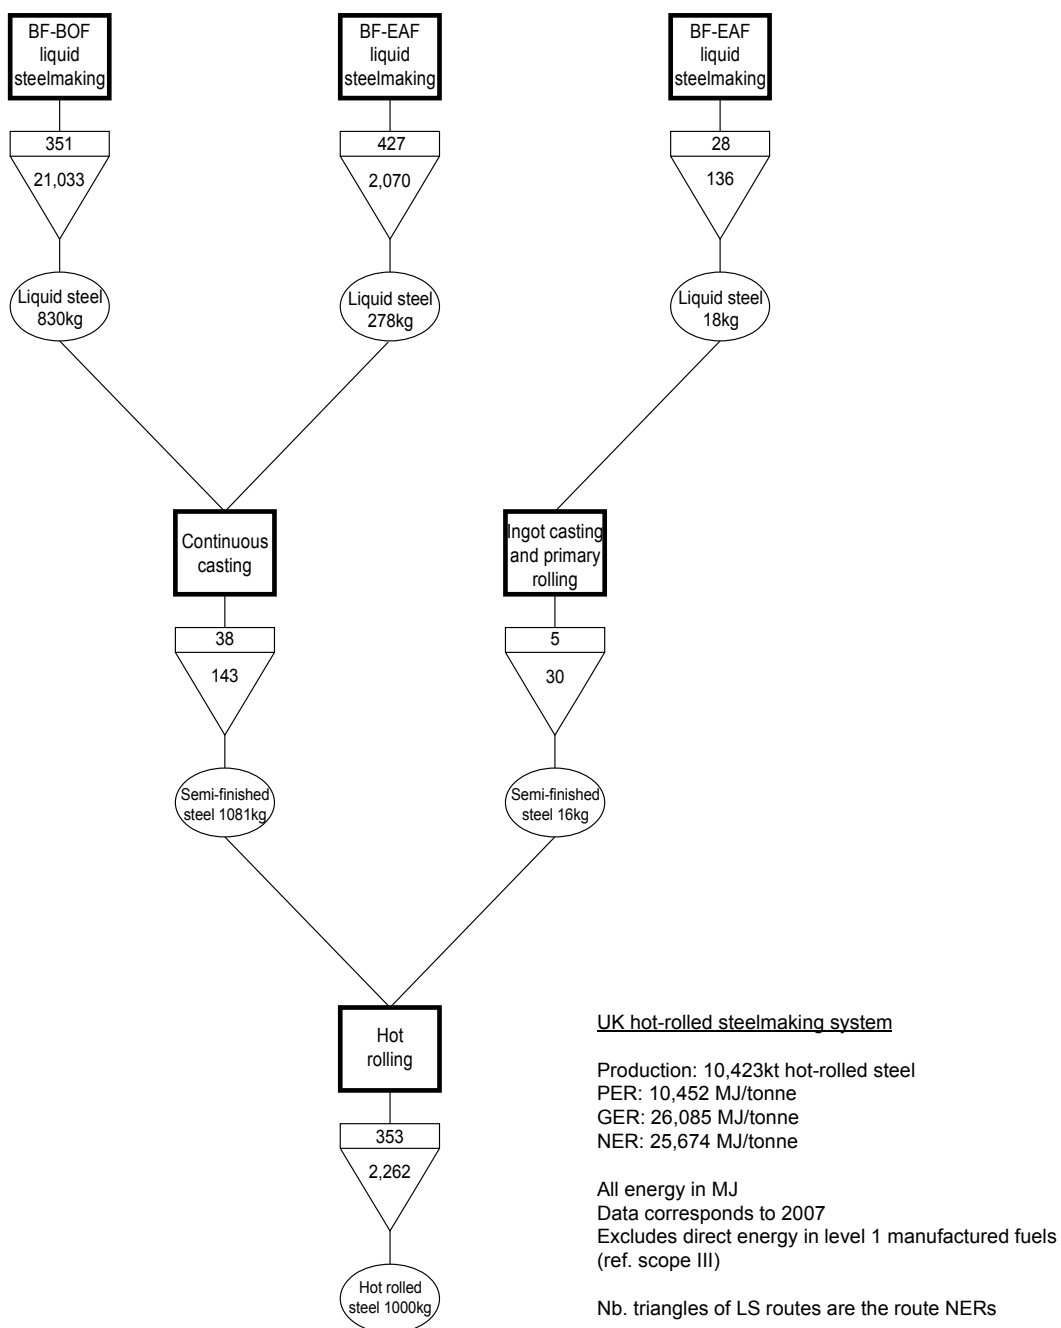 BF-BOF
liquid
steelmaking
BF-EAF
liquid
steelmaking
BF-EAF
liquid
steelmaking
351
21,033
427
2,070
28
136
Liquid steel
830kg
Liquid steel
278kg
Liquid steel
18kg
Continuous
casting
Ingot casting
and primary
rolling
38
143
5
30
Semi-finished
steel 1081kg
Semi-finished
steel 16kg
Hot
rolling
353
2,262
Hot rolled
steel 1000kg
UK hot-rolled steelmaking system
Production: 10,423kt hot-rolled steel
PER: 10,452 MJ/tonne
GER: 26,085 MJ/tonne
NER: 25,674 MJ/tonne
All energy in MJ
Data corresponds to 2007
Excludes direct energy in level 1 manufactured fuels
(ref. scope III)
Nb. triangles of LS routes are the route NERs